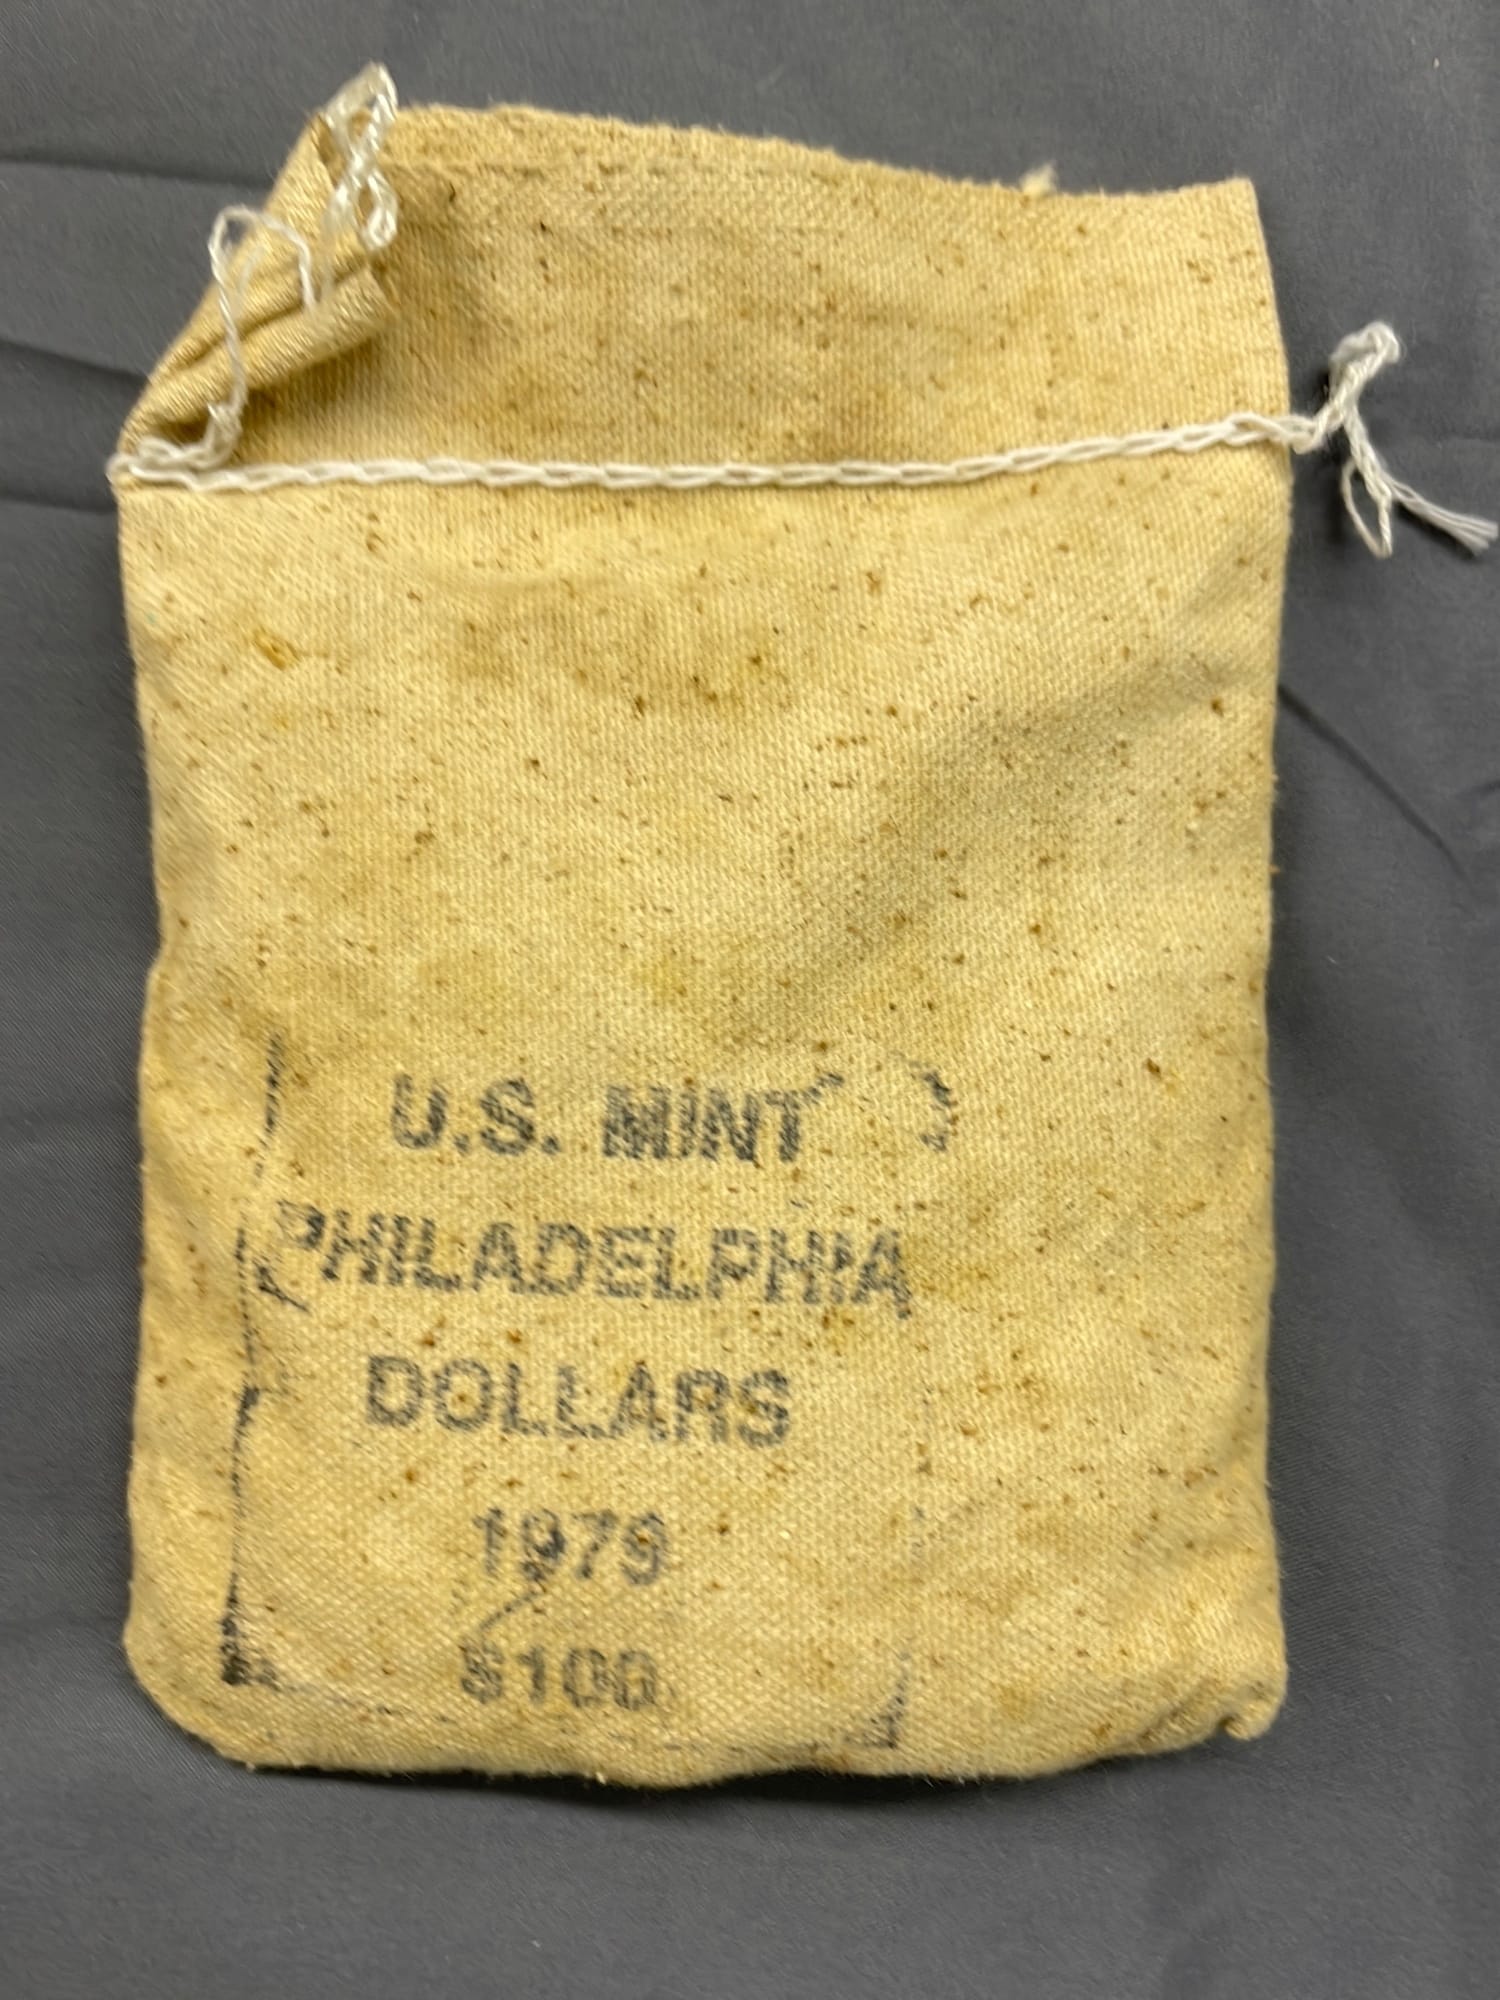 U.S. MINT
PHILADELPHIA
DOLLARS
1979
$100